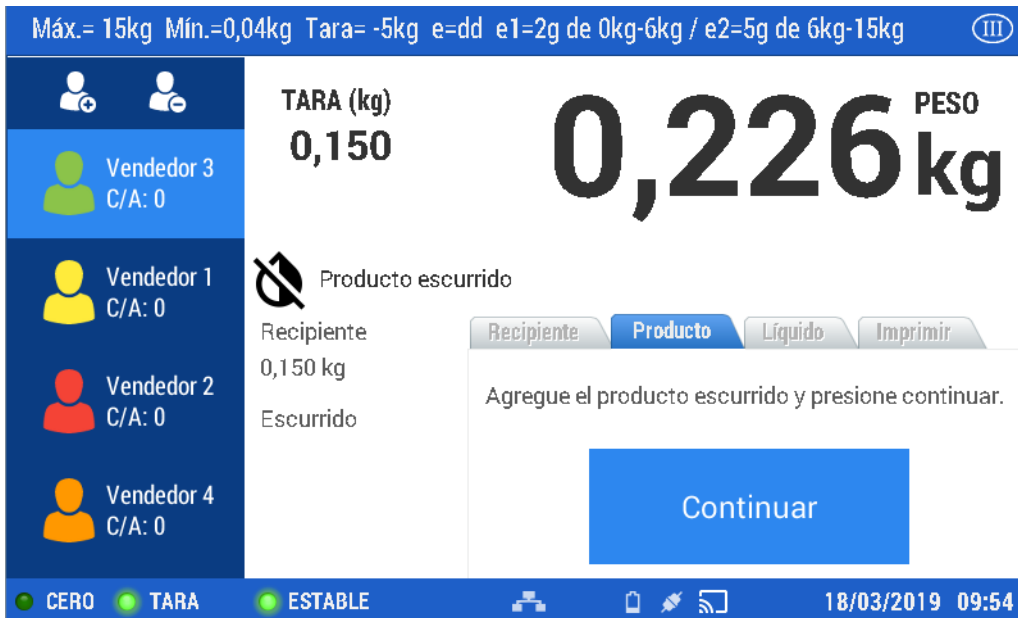 Máx.= 15kg Mín.=0,04kg Tara= -5kg e=dd e1=2g de 0kg-6kg / e2=5g de 6kg-15kg III
Vendedor 3
C/A: 0
Vendedor 1
C/A: 0
Vendedor 2
C/A: 0
Vendedor 4
C/A: 0
TARA (kg)
0,150
0,226
PESO
kg
Producto escurrido
Recipiente
0,150 kg
Escurrido
Recipiente Producto Líquido Imprimir
Agregue el producto escurrido y presione continuar.
Continuar
CERO TARA ESTABLE 18/03/2019 09:54